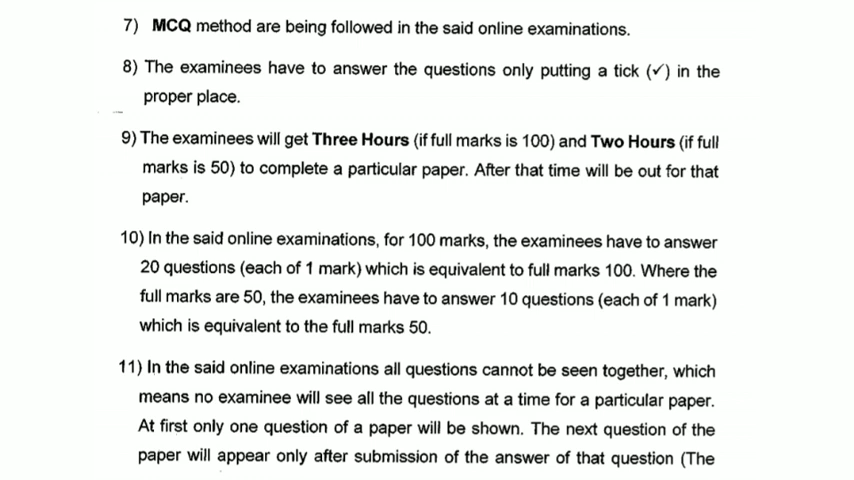 7) MCQ method are being followed in the said online examinations.
8) The examinees have to answer the questions only putting a tick (✓) in the
proper place.
9) The examinees will get Three Hours (if full marks is 100) and Two Hours (if full
marks is 50) to complete a particular paper. After that time will be out for that
paper.
10) In the said online examinations, for 100 marks, the examinees have to answer
20 questions (each of 1 mark) which is equivalent to full marks 100. Where the
full marks are 50, the examinees have to answer 10 questions (each of 1 mark)
which is equivalent to the full marks 50.
11) In the said online examinations all questions cannot be seen together, which
means no examinee will see all the questions at a time for a particular paper.
At first only one question of a paper will be shown. The next question of the
paper will appear only after submission of the answer of that question (The